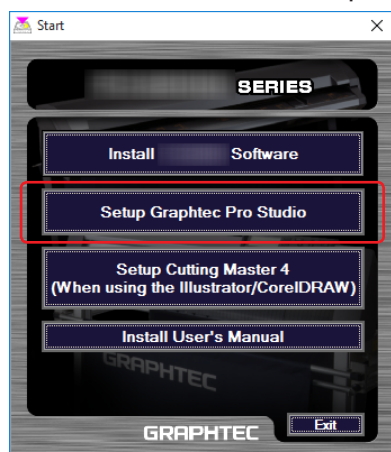 Start
SERIES
Install Software
Setup Graphtec Pro Studio
Setup Cutting Master 4
(When using the Illustrator/CorelDRAW)
Install User's Manual
GRAPHTEC
GRAPHTEC
Exit